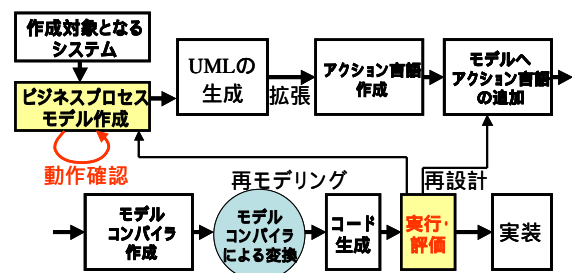 作成対象となる
システム
ビジネスプロセス
モデル作成
動作確認
UMLの
生成
拡張
アクション言語
作成
モデルへ
アクション言語
の追加
再モデリング
再設計
モデル
コンパイラ
作成
モデル
コンパイラ
による変換
コード
生成
実行・
評価
実装